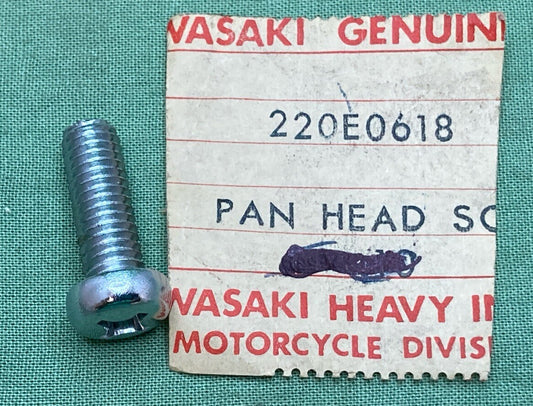 WASAKI GENUIN
220E0618
PAN HEAD SC
WASAKI HEAVY IN
MOTORCYCLE DIVIS